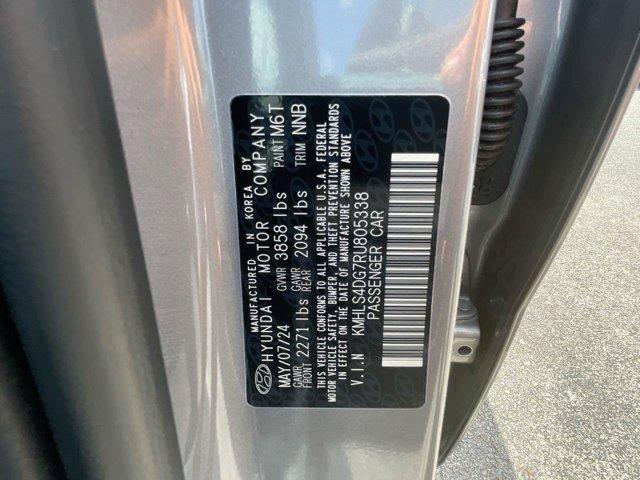 MANUFACTURED IN KOREA BY
HYUNDAI MOTOR COMPANY
MAY/07/24 GVWR 3858 lbs PAINT M6T
GAWR FRONT 2271 lbs GAWR REAR 2094 lbs TRIM NNB
THIS VEHICLE CONFORMS TO ALL APPLICABLE U.S.A. FEDERAL
MOTOR VEHICLE SAFETY, BUMPER, AND THEFT PREVENTION STANDARDS
IN EFFECT ON THE DATE OF MANUFACTURE SHOWN ABOVE
V.I.N KMHLS4DG7RU805338
PASSENGER CAR